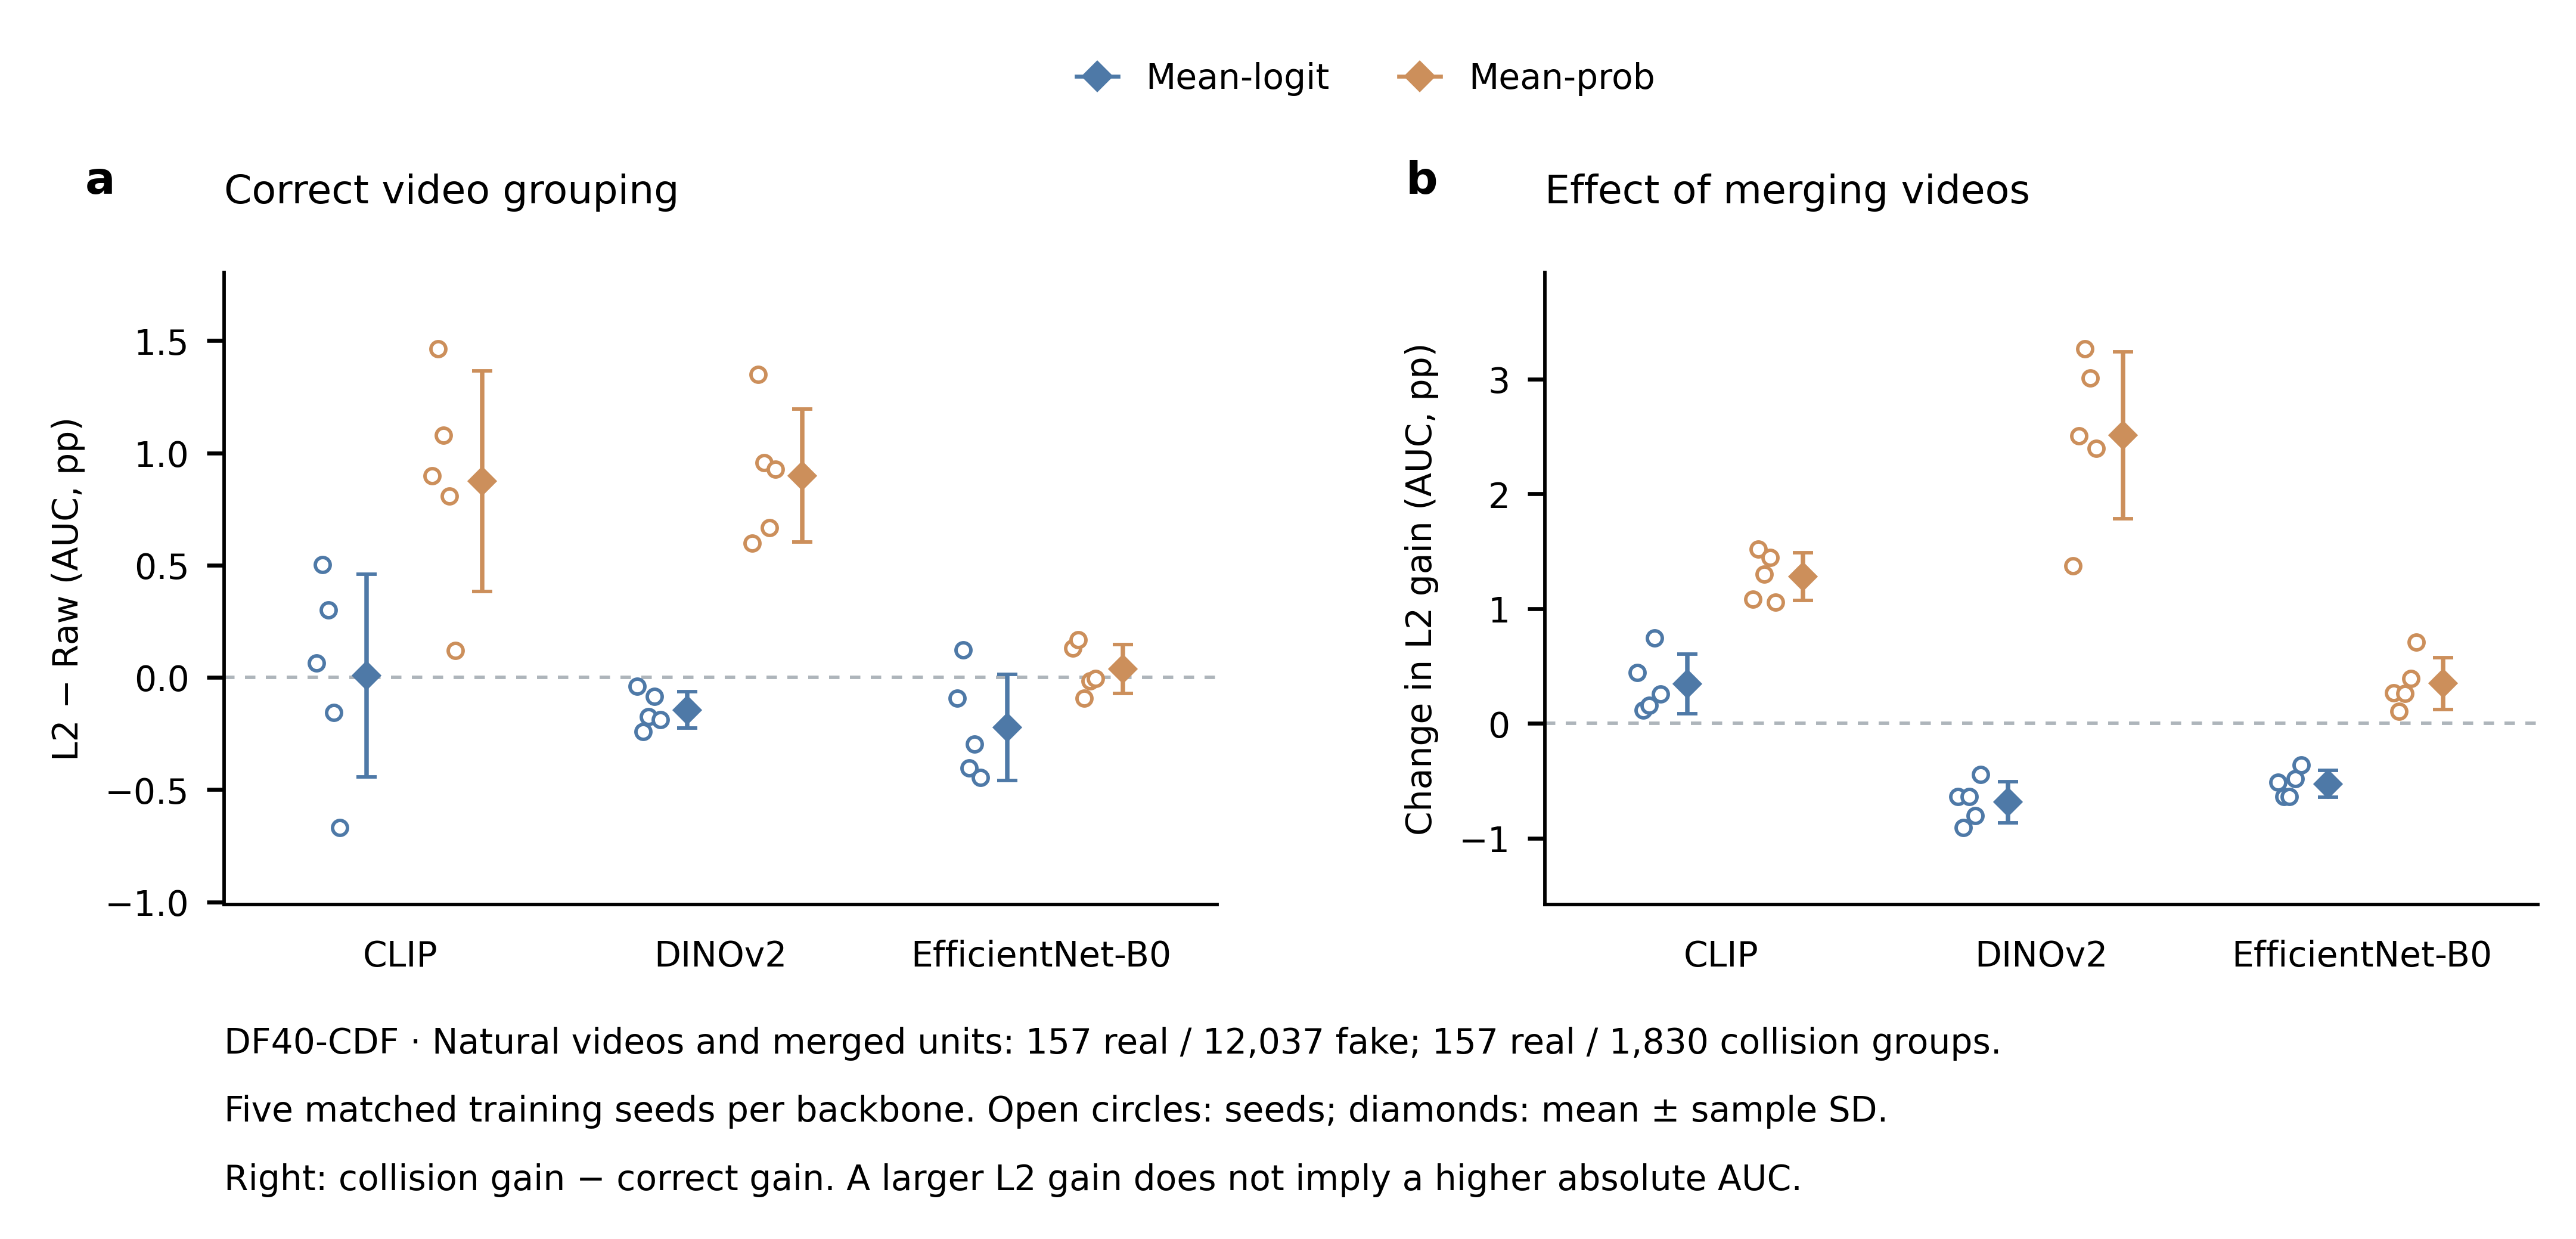 Mean-logit Mean-prob
a Correct video grouping
L2 − Raw (AUC, pp)
1.5
1.0
0.5
0.0
−0.5
−1.0
CLIP DINOv2 EfficientNet-B0
b Effect of merging videos
Change in L2 gain (AUC, pp)
3
2
1
0
−1
CLIP DINOv2 EfficientNet-B0
DF40-CDF · Natural videos and merged units: 157 real / 12,037 fake; 157 real / 1,830 collision groups.
Five matched training seeds per backbone. Open circles: seeds; diamonds: mean ± sample SD.
Right: collision gain − correct gain. A larger L2 gain does not imply a higher absolute AUC.